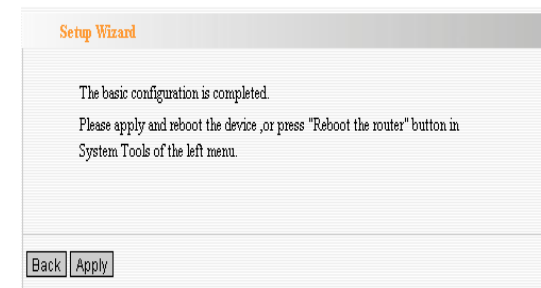 Setup Wizard
The basic configuration is completed.
Please apply and reboot the device ,or press "Reboot the router" button in
System Tools of the left menu.
Back Apply